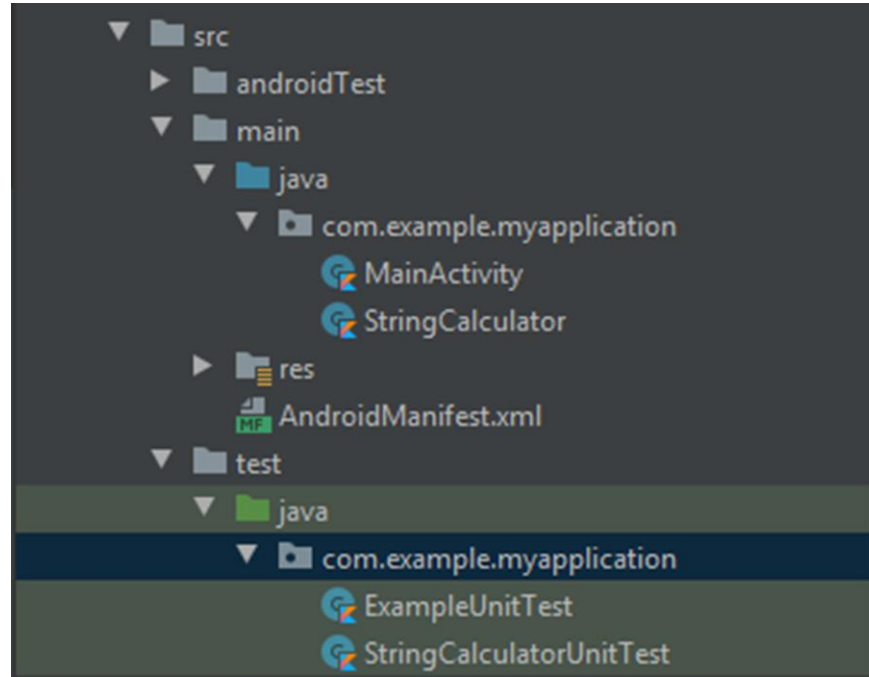 src
androidTest
main
java
com.example.myapplication
MainActivity
StringCalculator
res
MF AndroidManifest.xml
test
java
com.example.myapplication
ExampleUnitTest
StringCalculatorUnitTest